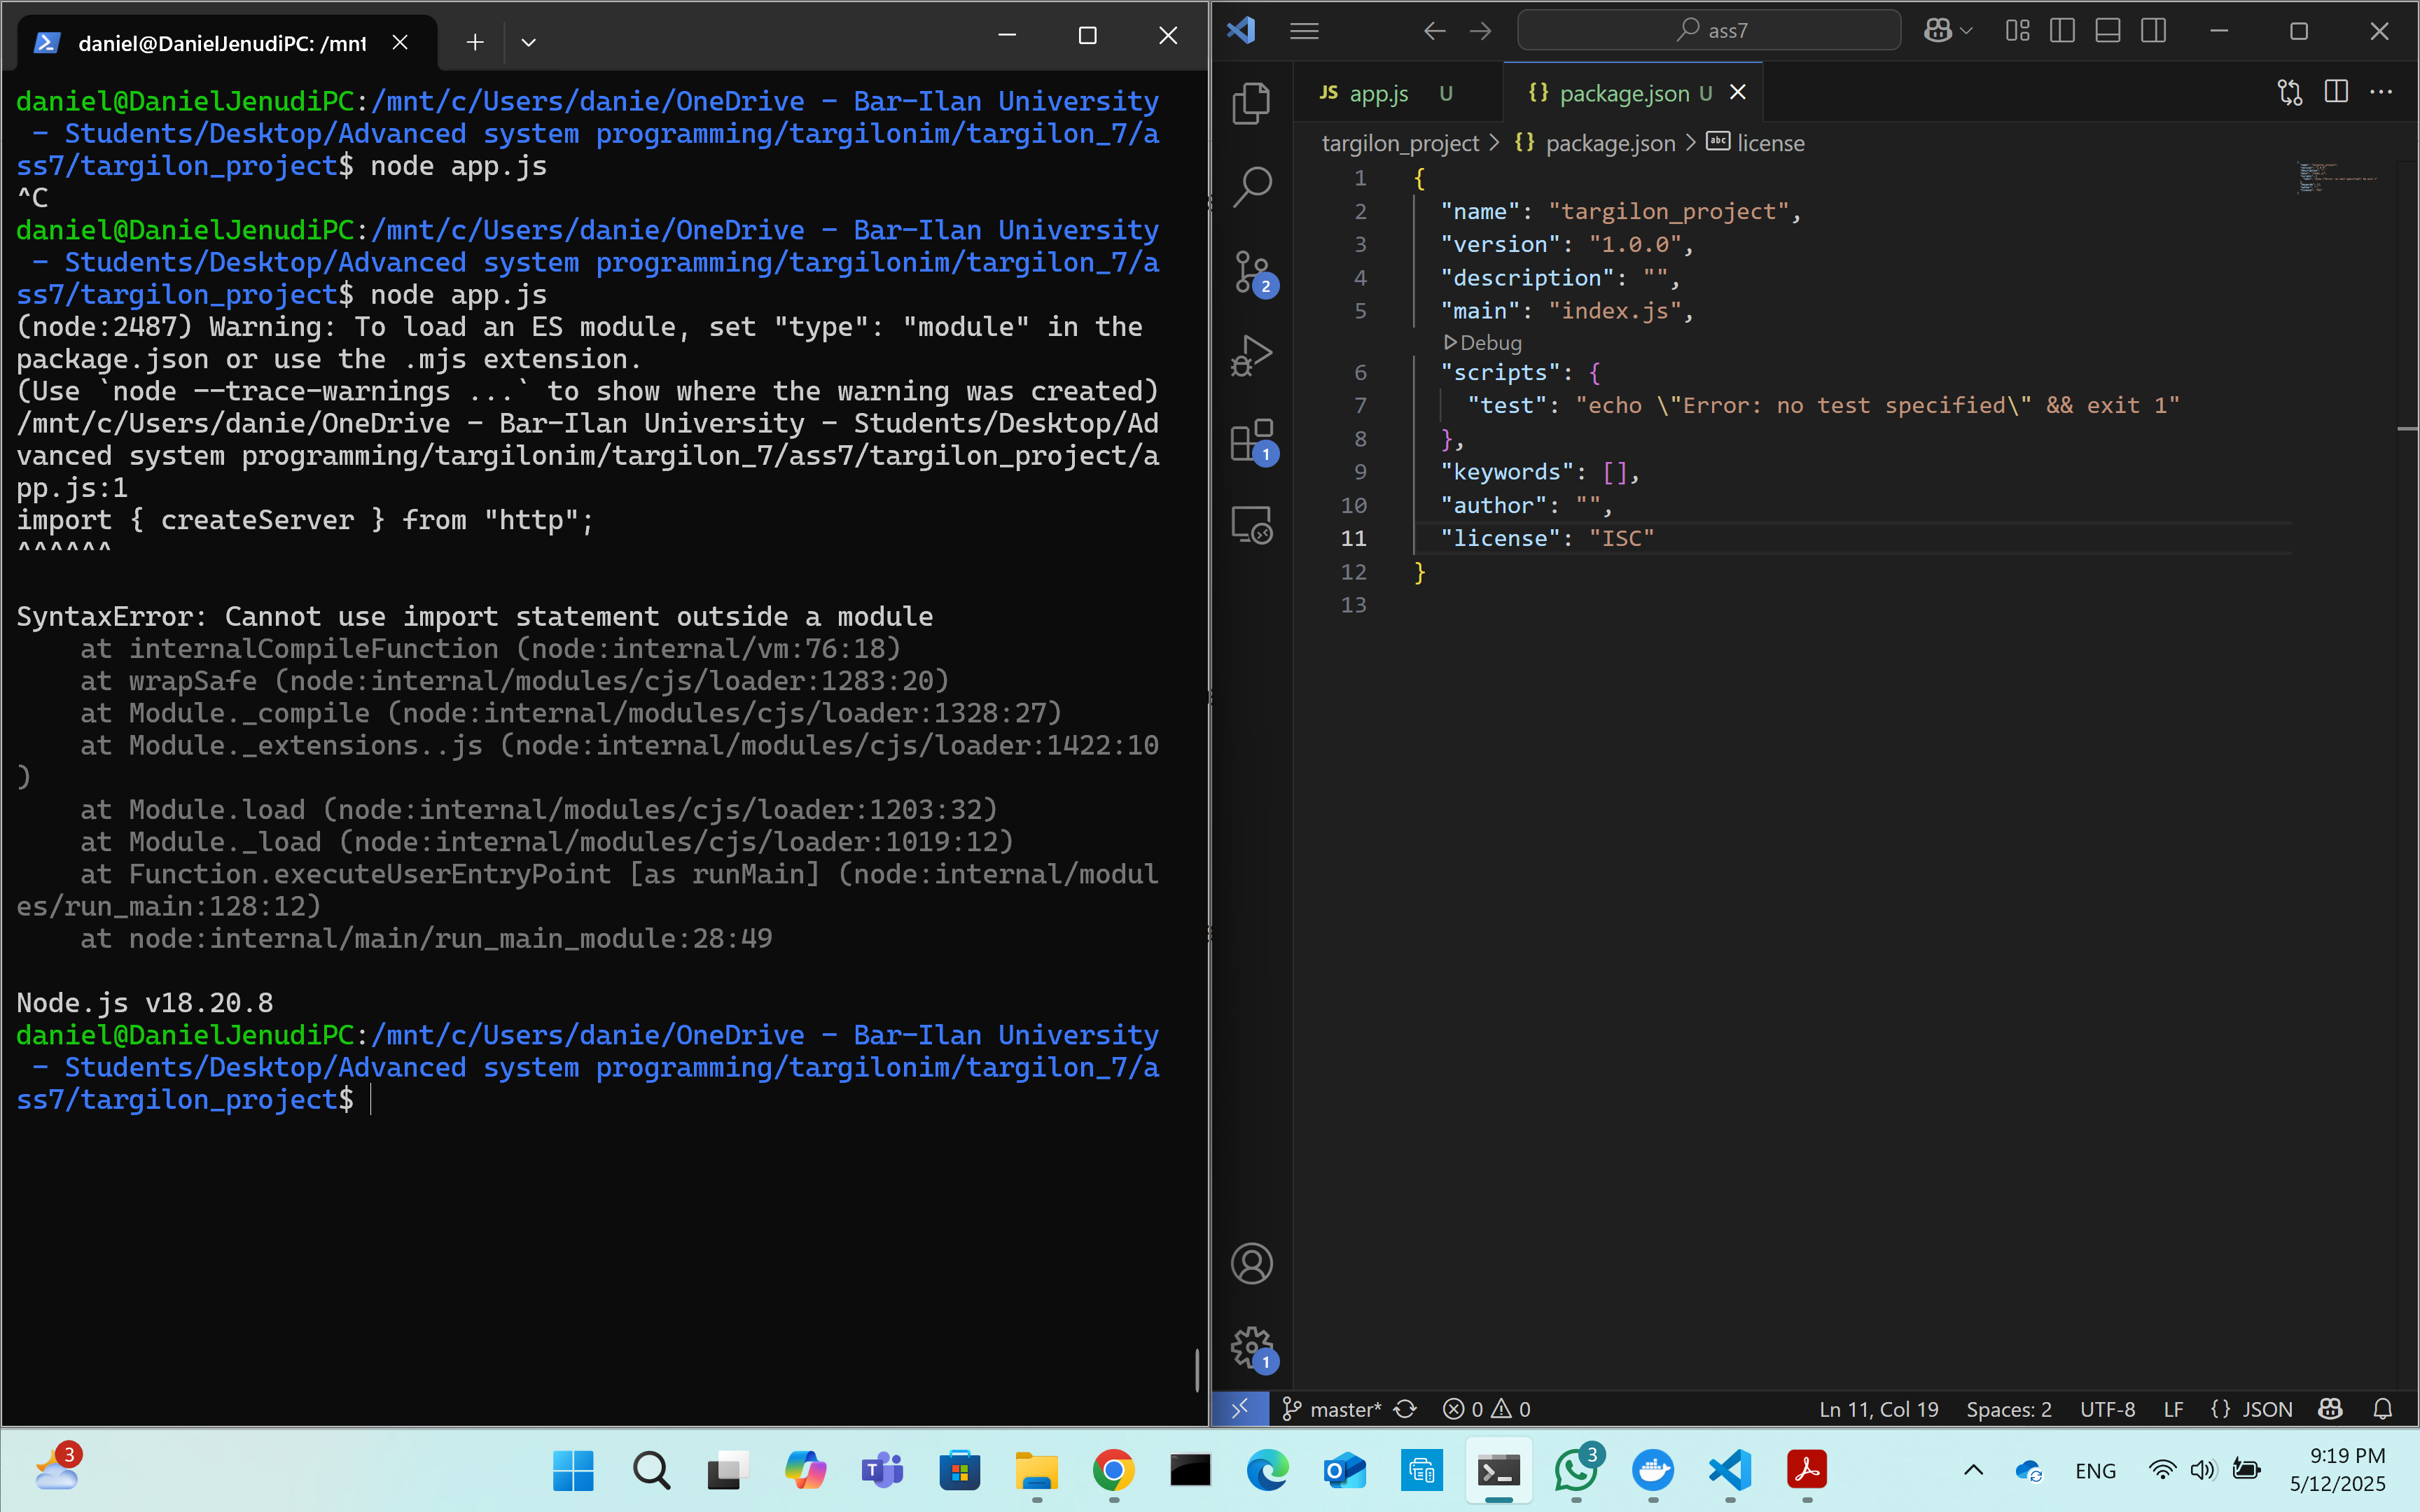 daniel@DanielJenudiPC: /mnt
daniel@DanielJenudiPC:/mnt/c/Users/danie/OneDrive - Bar-Ilan University
 - Students/Desktop/Advanced system programming/targilonim/targilon_7/a
ss7/targilon_project$ node app.js
^C
daniel@DanielJenudiPC:/mnt/c/Users/danie/OneDrive - Bar-Ilan University
 - Students/Desktop/Advanced system programming/targilonim/targilon_7/a
ss7/targilon_project$ node app.js
(node:2487) Warning: To load an ES module, set "type": "module" in the
package.json or use the .mjs extension.
(Use `node --trace-warnings ...` to show where the warning was created)
/mnt/c/Users/danie/OneDrive - Bar-Ilan University - Students/Desktop/Ad
vanced system programming/targilonim/targilon_7/ass7/targilon_project/a
pp.js:1
import { createServer } from "http";
^^^^^^
SyntaxError: Cannot use import statement outside a module
    at internalCompileFunction (node:internal/vm:76:18)
    at wrapSafe (node:internal/modules/cjs/loader:1283:20)
    at Module._compile (node:internal/modules/cjs/loader:1328:27)
    at Module._extensions..js (node:internal/modules/cjs/loader:1422:10
)
    at Module.load (node:internal/modules/cjs/loader:1203:32)
    at Module._load (node:internal/modules/cjs/loader:1019:12)
    at Function.executeUserEntryPoint [as runMain] (node:internal/modul
es/run_main:128:12)
    at node:internal/main/run_main_module:28:49
Node.js v18.20.8
daniel@DanielJenudiPC:/mnt/c/Users/danie/OneDrive - Bar-Ilan University
 - Students/Desktop/Advanced system programming/targilonim/targilon_7/a
ss7/targilon_project$
ass7
JS app.js U
{} package.json U
targilon_project > {} package.json > abc license
1 {
2 "name": "targilon_project",
3 "version": "1.0.0",
4 "description": "",
5 "main": "index.js",
Debug
6 "scripts": {
7 "test": "echo \"Error: no test specified\" && exit 1"
8 },
9 "keywords": [],
10 "author": "",
11 "license": "ISC"
12 }
13
2
1
1
master* 0 0
Ln 11, Col 19 Spaces: 2 UTF-8 LF {} JSON
3
3
ENG
9:19 PM
5/12/2025